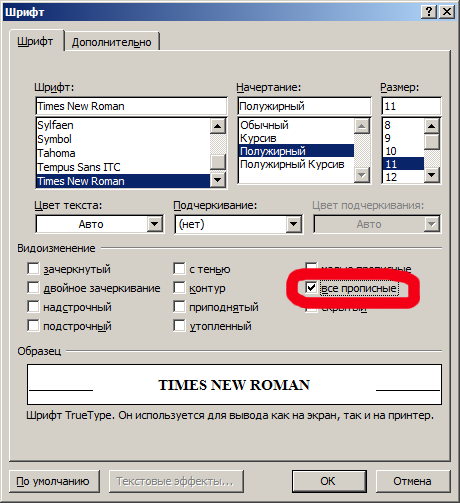 Шрифт
Шрифт Дополнительно
Шрифт: Начертание: Размер:
Times New Roman Полужирный 11
Sylfaen Обычный 8
Symbol Курсив 9
Tahoma Полужирный 10
Tempus Sans ITC Полужирный Курсив 11
Times New Roman 12
Цвет текста: Подчеркивание: Цвет подчеркивания:
Авто (нет) Авто
Видоизменение
зачеркнутый с тенью малые прописные
двойное зачеркивание контур все прописные
надстрочный приподнятый скрытый
подстрочный утопленный
Образец
TIMES NEW ROMAN
Шрифт TrueType. Он используется для вывода как на экран, так и на принтер.
По умолчанию Текстовые эффекты... ОК Отмена